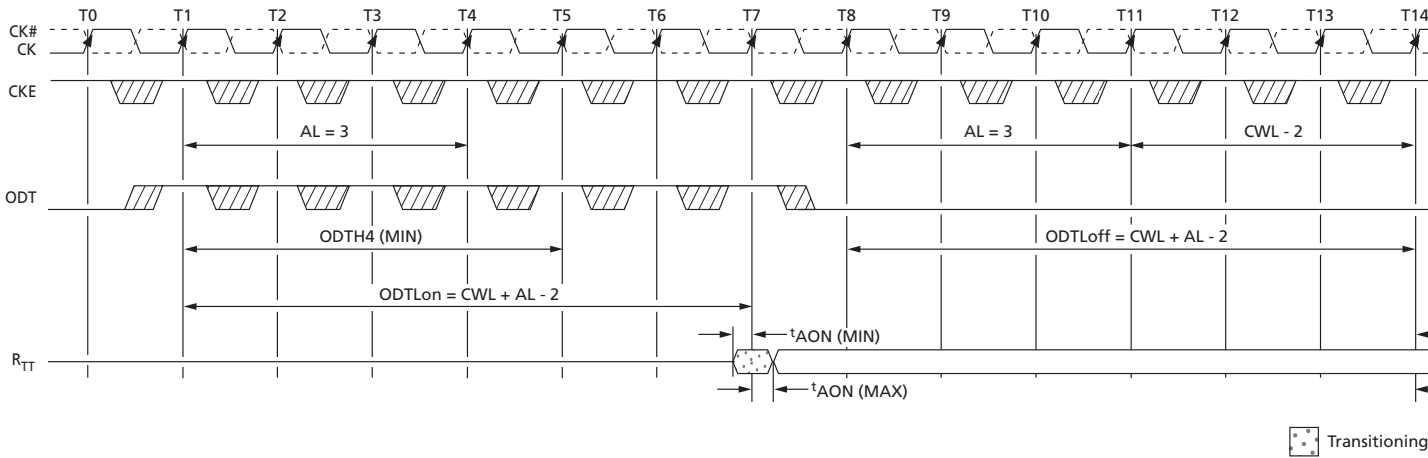 T0 T1 T2 T3 T4 T5 T6 T7 T8 T9 T10 T11 T12 T13 T14
CK#
CK
CKE
AL = 3 AL = 3 CWL - 2
ODT
ODTH4 (MIN) ODTLoff = CWL + AL - 2
ODTLon = CWL + AL - 2
tAON (MIN)
RTT
tAON (MAX)
Transitioning